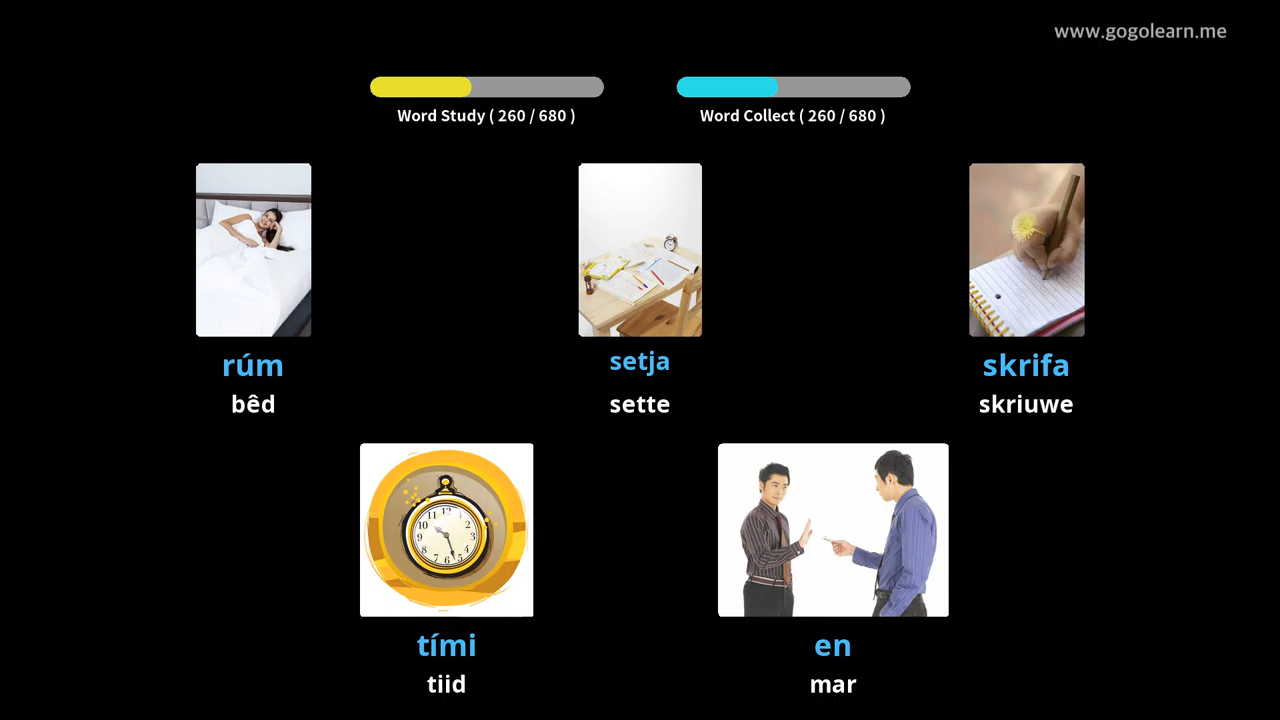 www.gogolearn.me
Word Study ( 260 / 680 )
Word Collect ( 260 / 680 )
rúm
bêd
setja
sette
skrifa
skriuwe
tími
tiid
en
mar